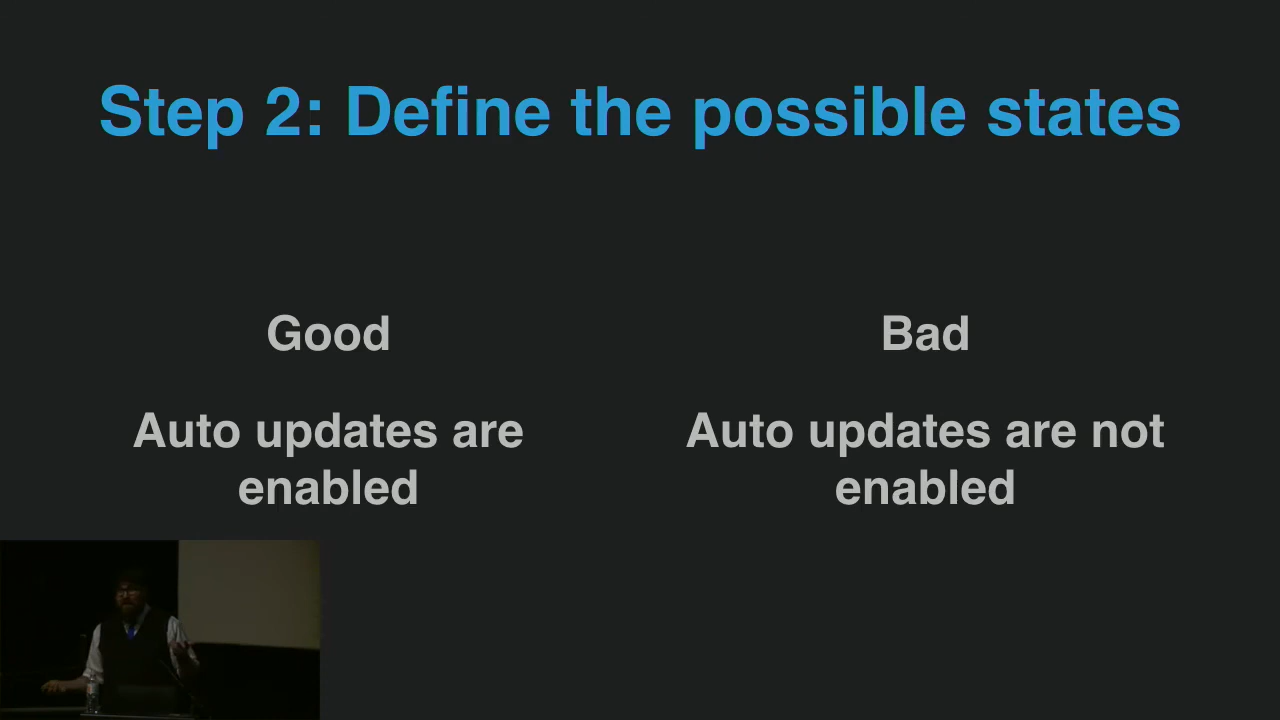 Step 2: Define the possible states
Good
Auto updates are
enabled
Bad
Auto updates are not
enabled